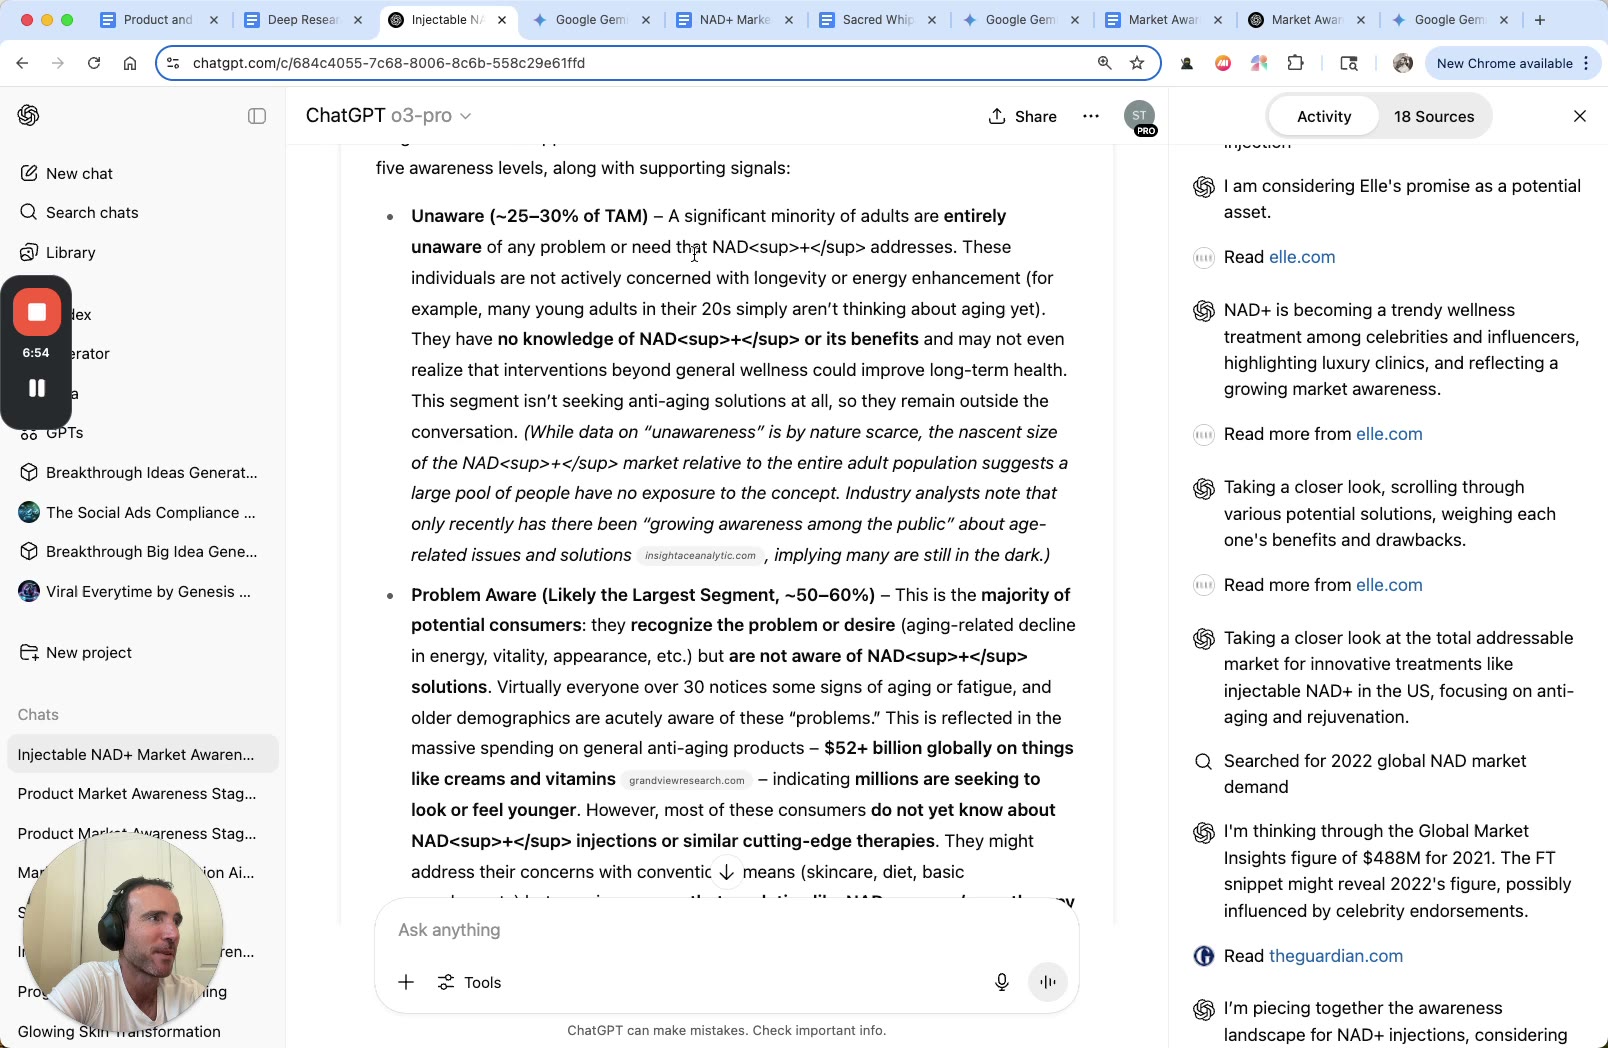 Product and
Deep Resear
Injectable NA
Google Gem
NAD+ Marke
Sacred Whip
Google Gem
Market Awar
Market Awar
Google Gem
chatgpt.com/c/684c4055-7c68-8006-8c6b-558c29e61ffd
New Chrome available
New chat
Search chats
Library
dex
erator
a
GPTs
Breakthrough Ideas Generat...
The Social Ads Compliance ...
Breakthrough Big Idea Gene...
Viral Everytime by Genesis ...
New project
Chats
Injectable NAD+ Market Awaren...
Product Market Awareness Stag...
Product Market Awareness Stag...
Mar
on Ai...
S
In
ren...
Pro
ing
Glowing Skin Transformation
6:54
ChatGPT o3-pro
Share
ST
PRO
five awareness levels, along with supporting signals:
Unaware (~25–30% of TAM) – A significant minority of adults are entirely
unaware of any problem or need that NAD<sup>+</sup> addresses. These
individuals are not actively concerned with longevity or energy enhancement (for
example, many young adults in their 20s simply aren’t thinking about aging yet).
They have no knowledge of NAD<sup>+</sup> or its benefits and may not even
realize that interventions beyond general wellness could improve long-term health.
This segment isn’t seeking anti-aging solutions at all, so they remain outside the
conversation. (While data on “unawareness” is by nature scarce, the nascent size
of the NAD<sup>+</sup> market relative to the entire adult population suggests a
large pool of people have no exposure to the concept. Industry analysts note that
only recently has there been “growing awareness among the public” about age-
related issues and solutions insightaceanalytic.com , implying many are still in the dark.)
Problem Aware (Likely the Largest Segment, ~50–60%) – This is the majority of
potential consumers: they recognize the problem or desire (aging-related decline
in energy, vitality, appearance, etc.) but are not aware of NAD<sup>+</sup>
solutions. Virtually everyone over 30 notices some signs of aging or fatigue, and
older demographics are acutely aware of these “problems.” This is reflected in the
massive spending on general anti-aging products – $52+ billion globally on things
like creams and vitamins grandviewresearch.com – indicating millions are seeking to
look or feel younger. However, most of these consumers do not yet know about
NAD<sup>+</sup> injections or similar cutting-edge therapies. They might
address their concerns with conventio means (skincare, diet, basic
Ask anything
Tools
ChatGPT can make mistakes. Check important info.
Activity
18 Sources
injection
I am considering Elle's promise as a potential
asset.
Read elle.com
NAD+ is becoming a trendy wellness
treatment among celebrities and influencers,
highlighting luxury clinics, and reflecting a
growing market awareness.
Read more from elle.com
Taking a closer look, scrolling through
various potential solutions, weighing each
one's benefits and drawbacks.
Read more from elle.com
Taking a closer look at the total addressable
market for innovative treatments like
injectable NAD+ in the US, focusing on anti-
aging and rejuvenation.
Searched for 2022 global NAD market
demand
I'm thinking through the Global Market
Insights figure of $488M for 2021. The FT
snippet might reveal 2022's figure, possibly
influenced by celebrity endorsements.
Read theguardian.com
I’m piecing together the awareness
landscape for NAD+ injections, considering